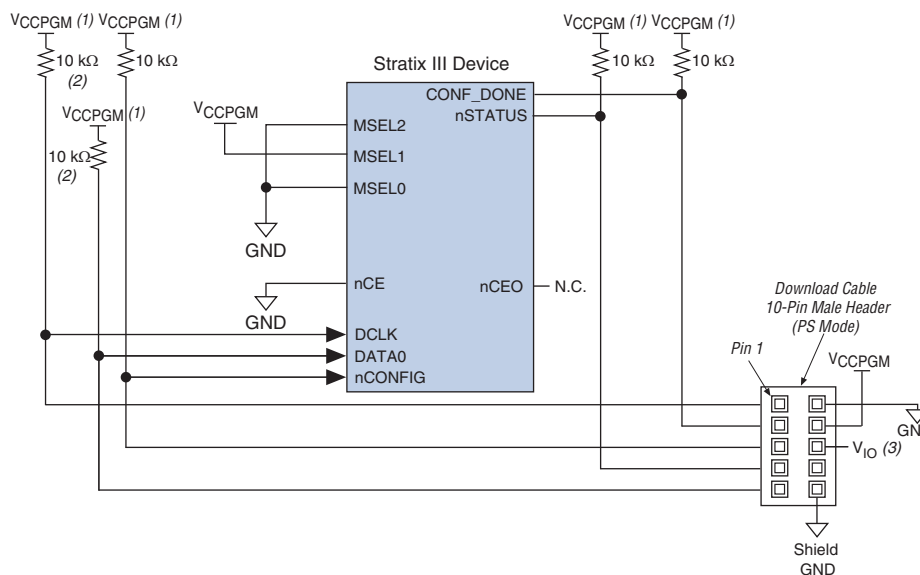 VCCPGM (1)
VCCPGM (1)
10 kΩ
(2)
10 kΩ
VCCPGM (1)
10 kΩ
(2)
VCCPGM (1)
VCCPGM (1)
10 kΩ
10 kΩ
Stratix III Device
VCCPGM
CONF_DONE
nSTATUS
MSEL2
MSEL1
MSEL0
GND
nCE
GND
nCEO
N.C.
DCLK
DATA0
nCONFIG
Download Cable
10-Pin Male Header
(PS Mode)
Pin 1
VCCPGM
GN
VIO (3)
Shield
GND